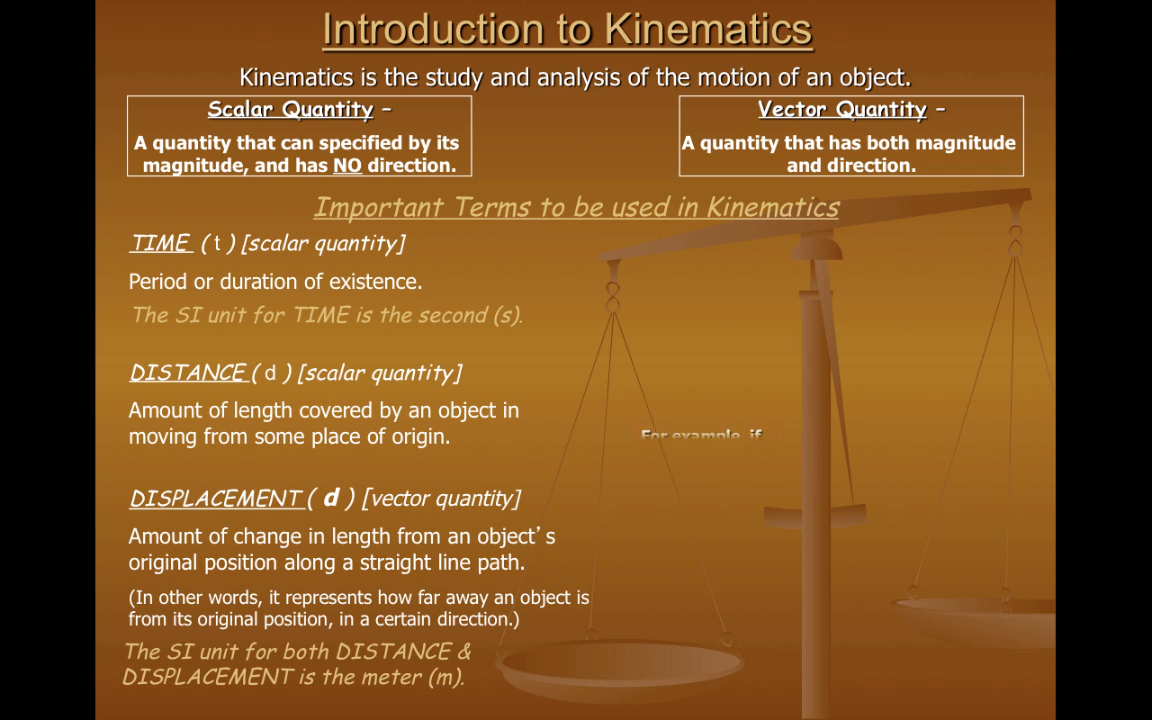 Introduction to Kinematics
Kinematics is the study and analysis of the motion of an object.
Scalar Quantity –
A quantity that can specified by its
magnitude, and has NO direction.
Vector Quantity –
A quantity that has both magnitude
and direction.
Important Terms to be used in Kinematics
TIME ( t ) [scalar quantity]
Period or duration of existence.
The SI unit for TIME is the second (s).
DISTANCE ( d ) [scalar quantity]
Amount of length covered by an object in
moving from some place of origin.
For example, if
DISPLACEMENT ( d ) [vector quantity]
Amount of change in length from an object’s
original position along a straight line path.
(In other words, it represents how far away an object is
from its original position, in a certain direction.)
The SI unit for both DISTANCE &
DISPLACEMENT is the meter (m).